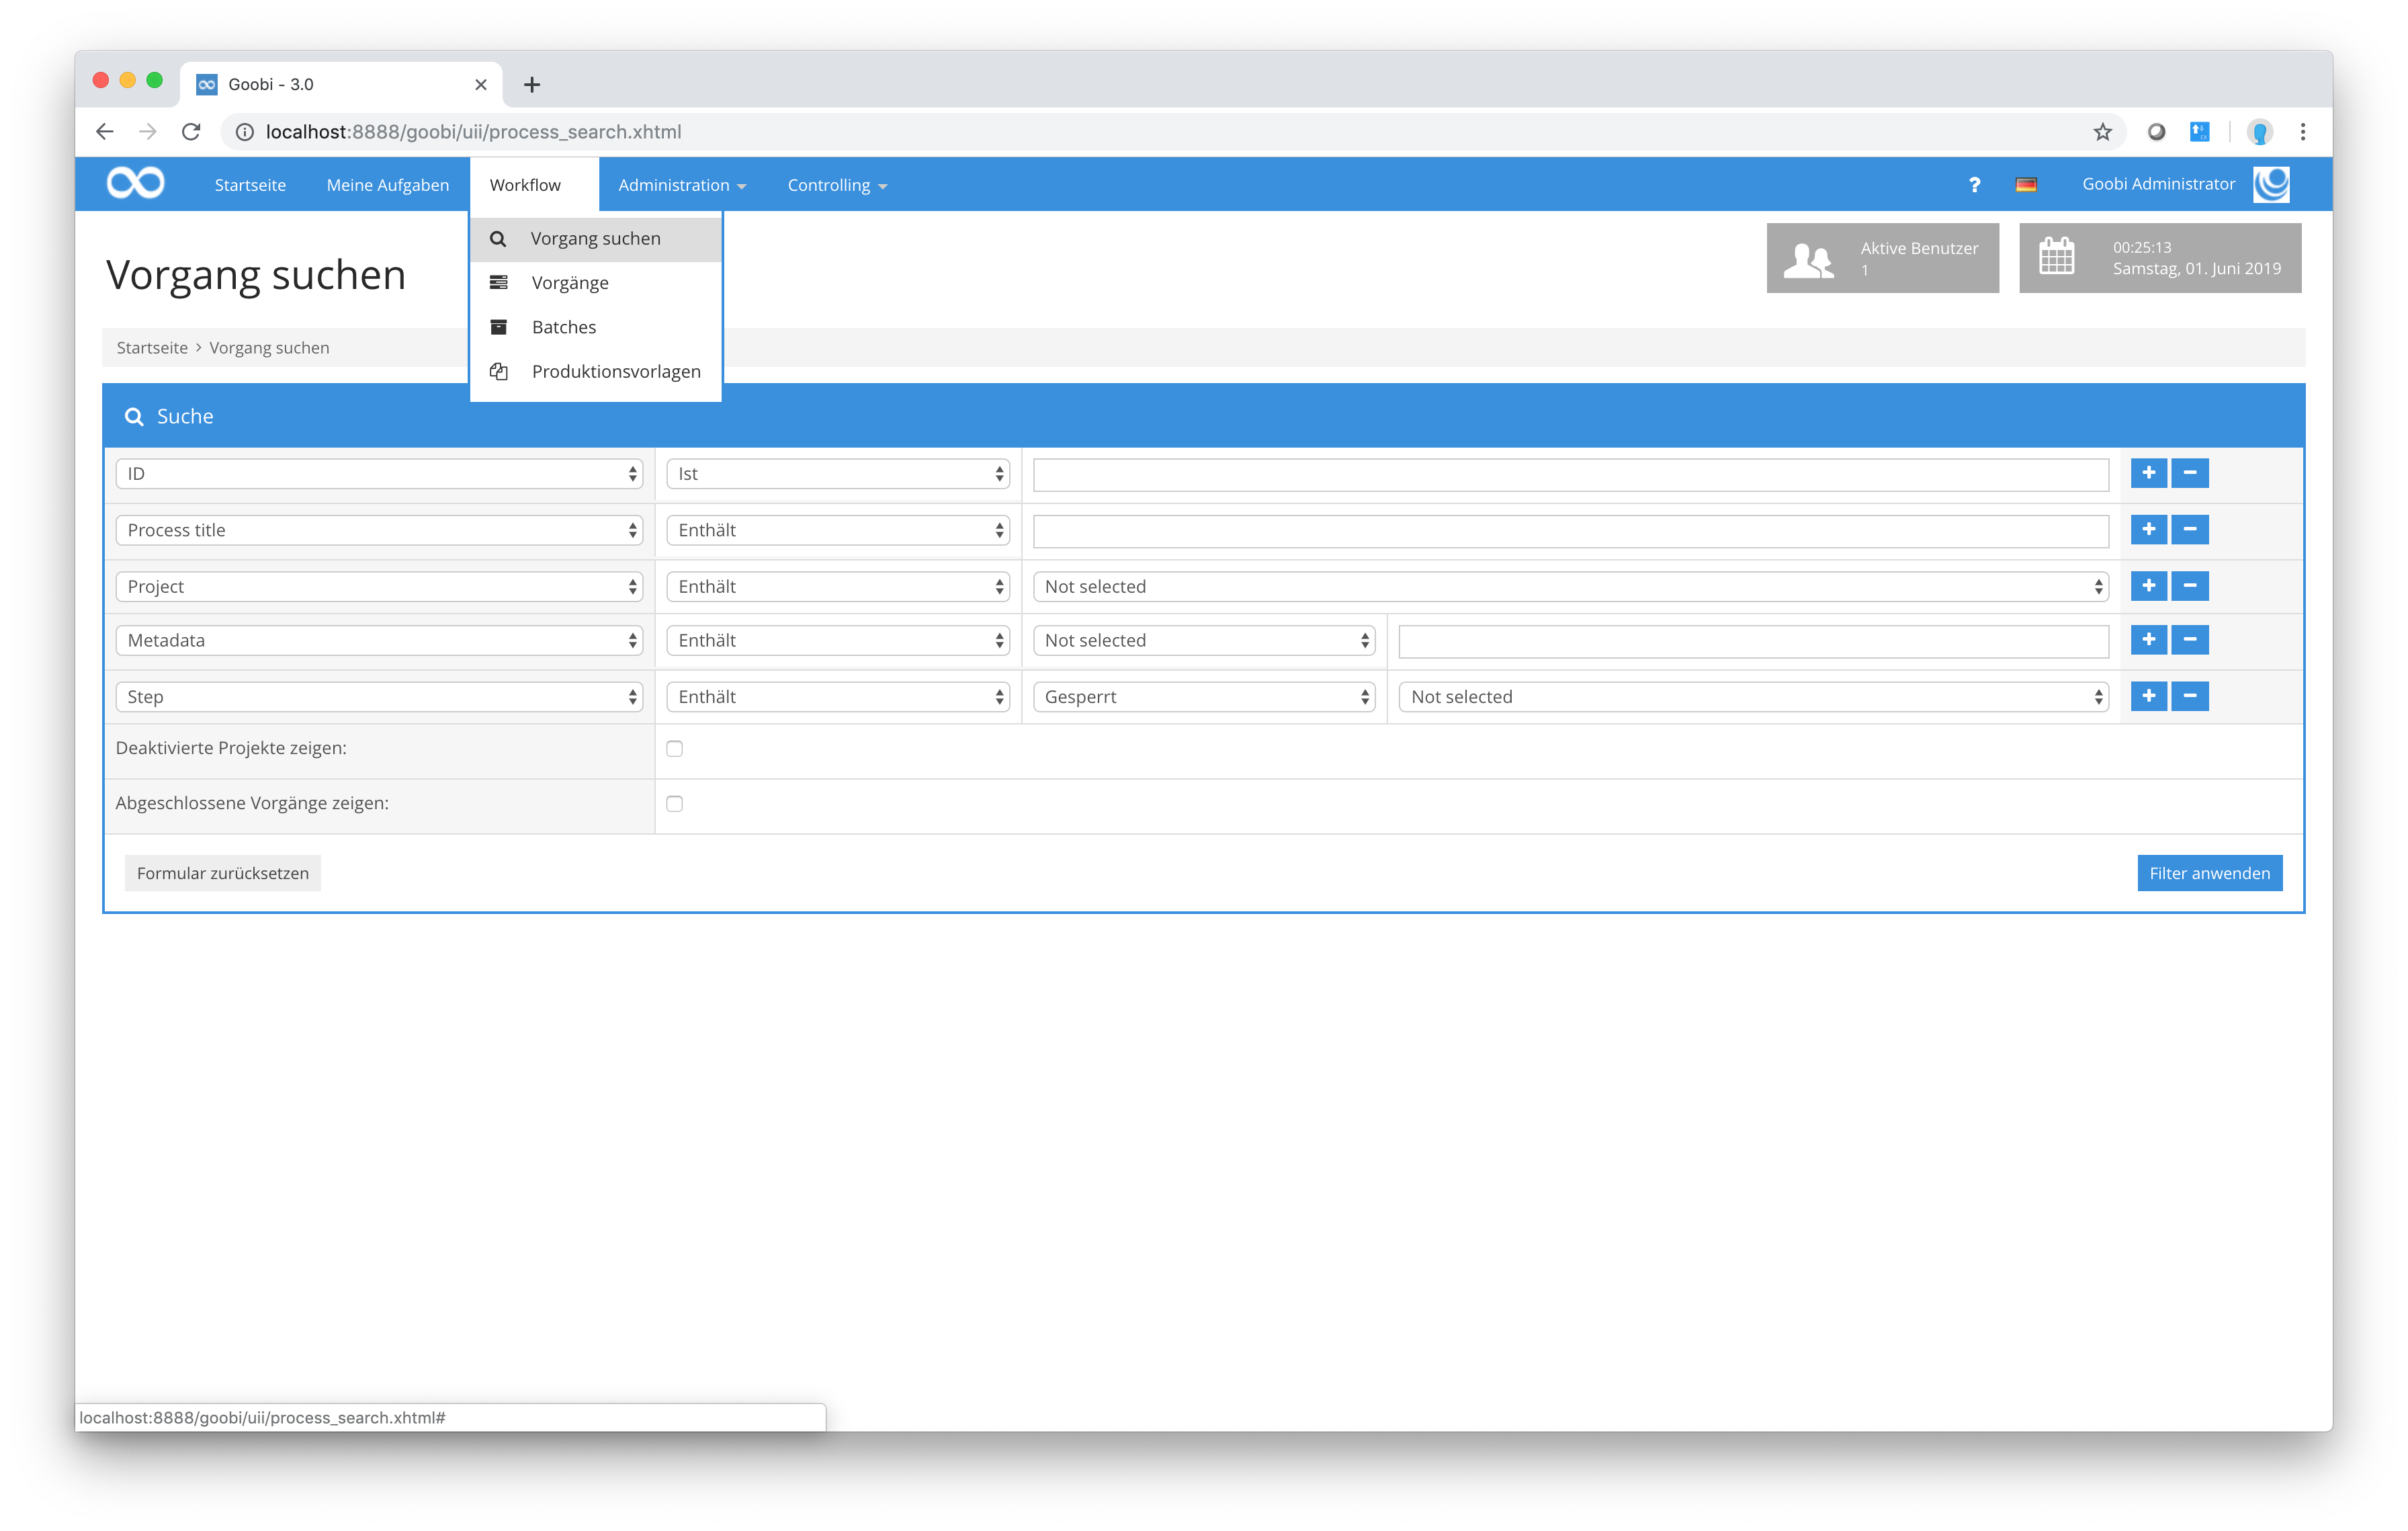 Goobi - 3.0
localhost:8888/goobi/uii/process_search.xhtml
Startseite Meine Aufgaben Workflow Administration Controlling ? Goobi Administrator
Vorgang suchen
Vorgänge
Batches
Produktionsvorlagen
Vorgang suchen
Aktive Benutzer
1
00:25:13
Samstag, 01. Juni 2019
Startseite > Vorgang suchen
Suche
ID Ist
Process title Enthält
Project Enthält Not selected
Metadata Enthält Not selected
Step Enthält Gesperrt Not selected
Deaktivierte Projekte zeigen:
Abgeschlossene Vorgänge zeigen:
Formular zurücksetzen Filter anwenden
localhost:8888/goobi/uii/process_search.xhtml#